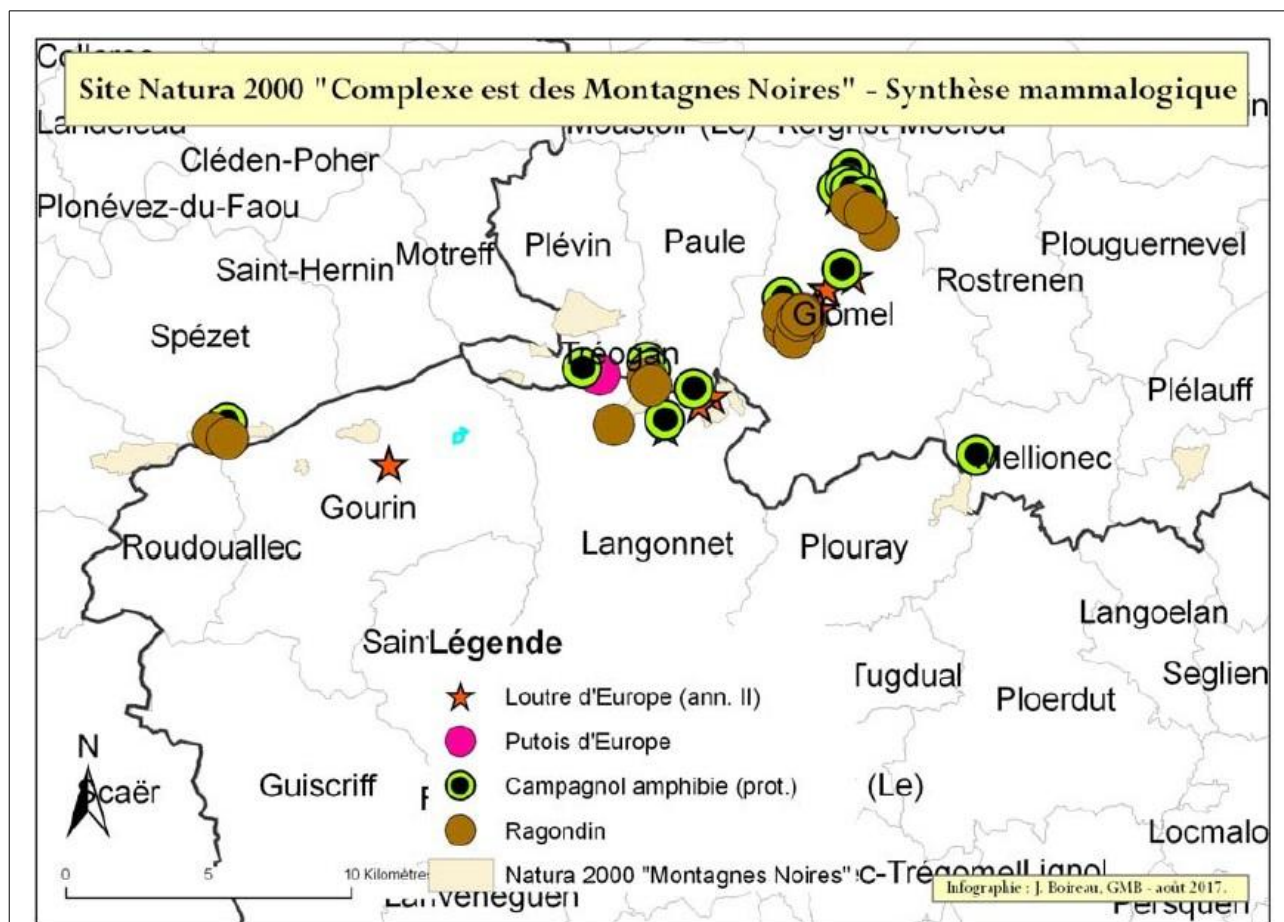 Site Natura 2000 "Complexe est des Montagnes Noires" - Synthèse mammalogique
Cléden-Poher
Plonévez-du-Faou
Motreff
Plévin
Paule
Plouguernevel
Saint-Hernin
Rostrenen
Spézet
Glomel
Tréogan
Plélauff
Mellionec
Gourin
Roudouallec
Langonnet
Plouray
Langoelan
Légende
Tugdual
Seglien
Loutre d'Europe (ann. II)
Ploerdut
Putois d'Europe
N
Scaër
Guiscriff
Campagnol amphibie (prot.)
(Le)
Ragondin
Locmalo
0 5 10 Kilomètres
Natura 2000 "Montagnes Noires"
Infographie : J. Boireau, GMB - août 2017.